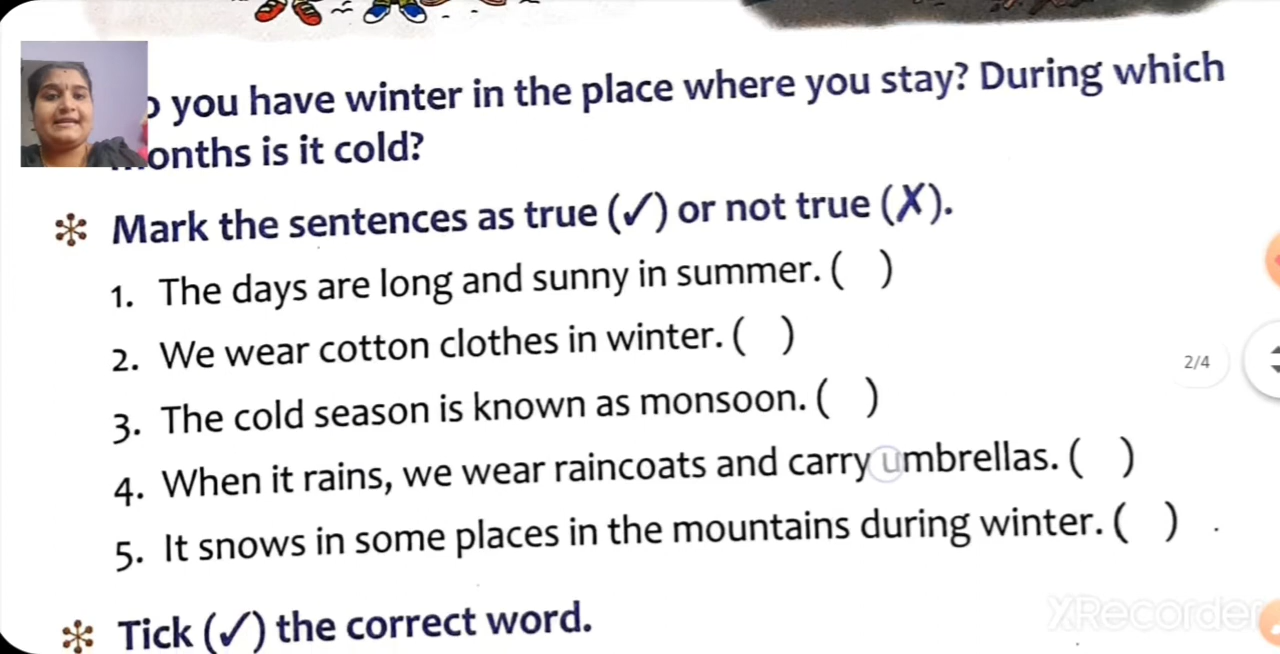 you have winter in the place where you stay? During which
onths is it cold?
Mark the sentences as true (✓) or not true (✗).
1. The days are long and sunny in summer. ( )
2. We wear cotton clothes in winter. ( )
3. The cold season is known as monsoon. ( )
4. When it rains, we wear raincoats and carry umbrellas. ( )
5. It snows in some places in the mountains during winter. ( )
Tick (✓) the correct word.
2/4
XRecorder